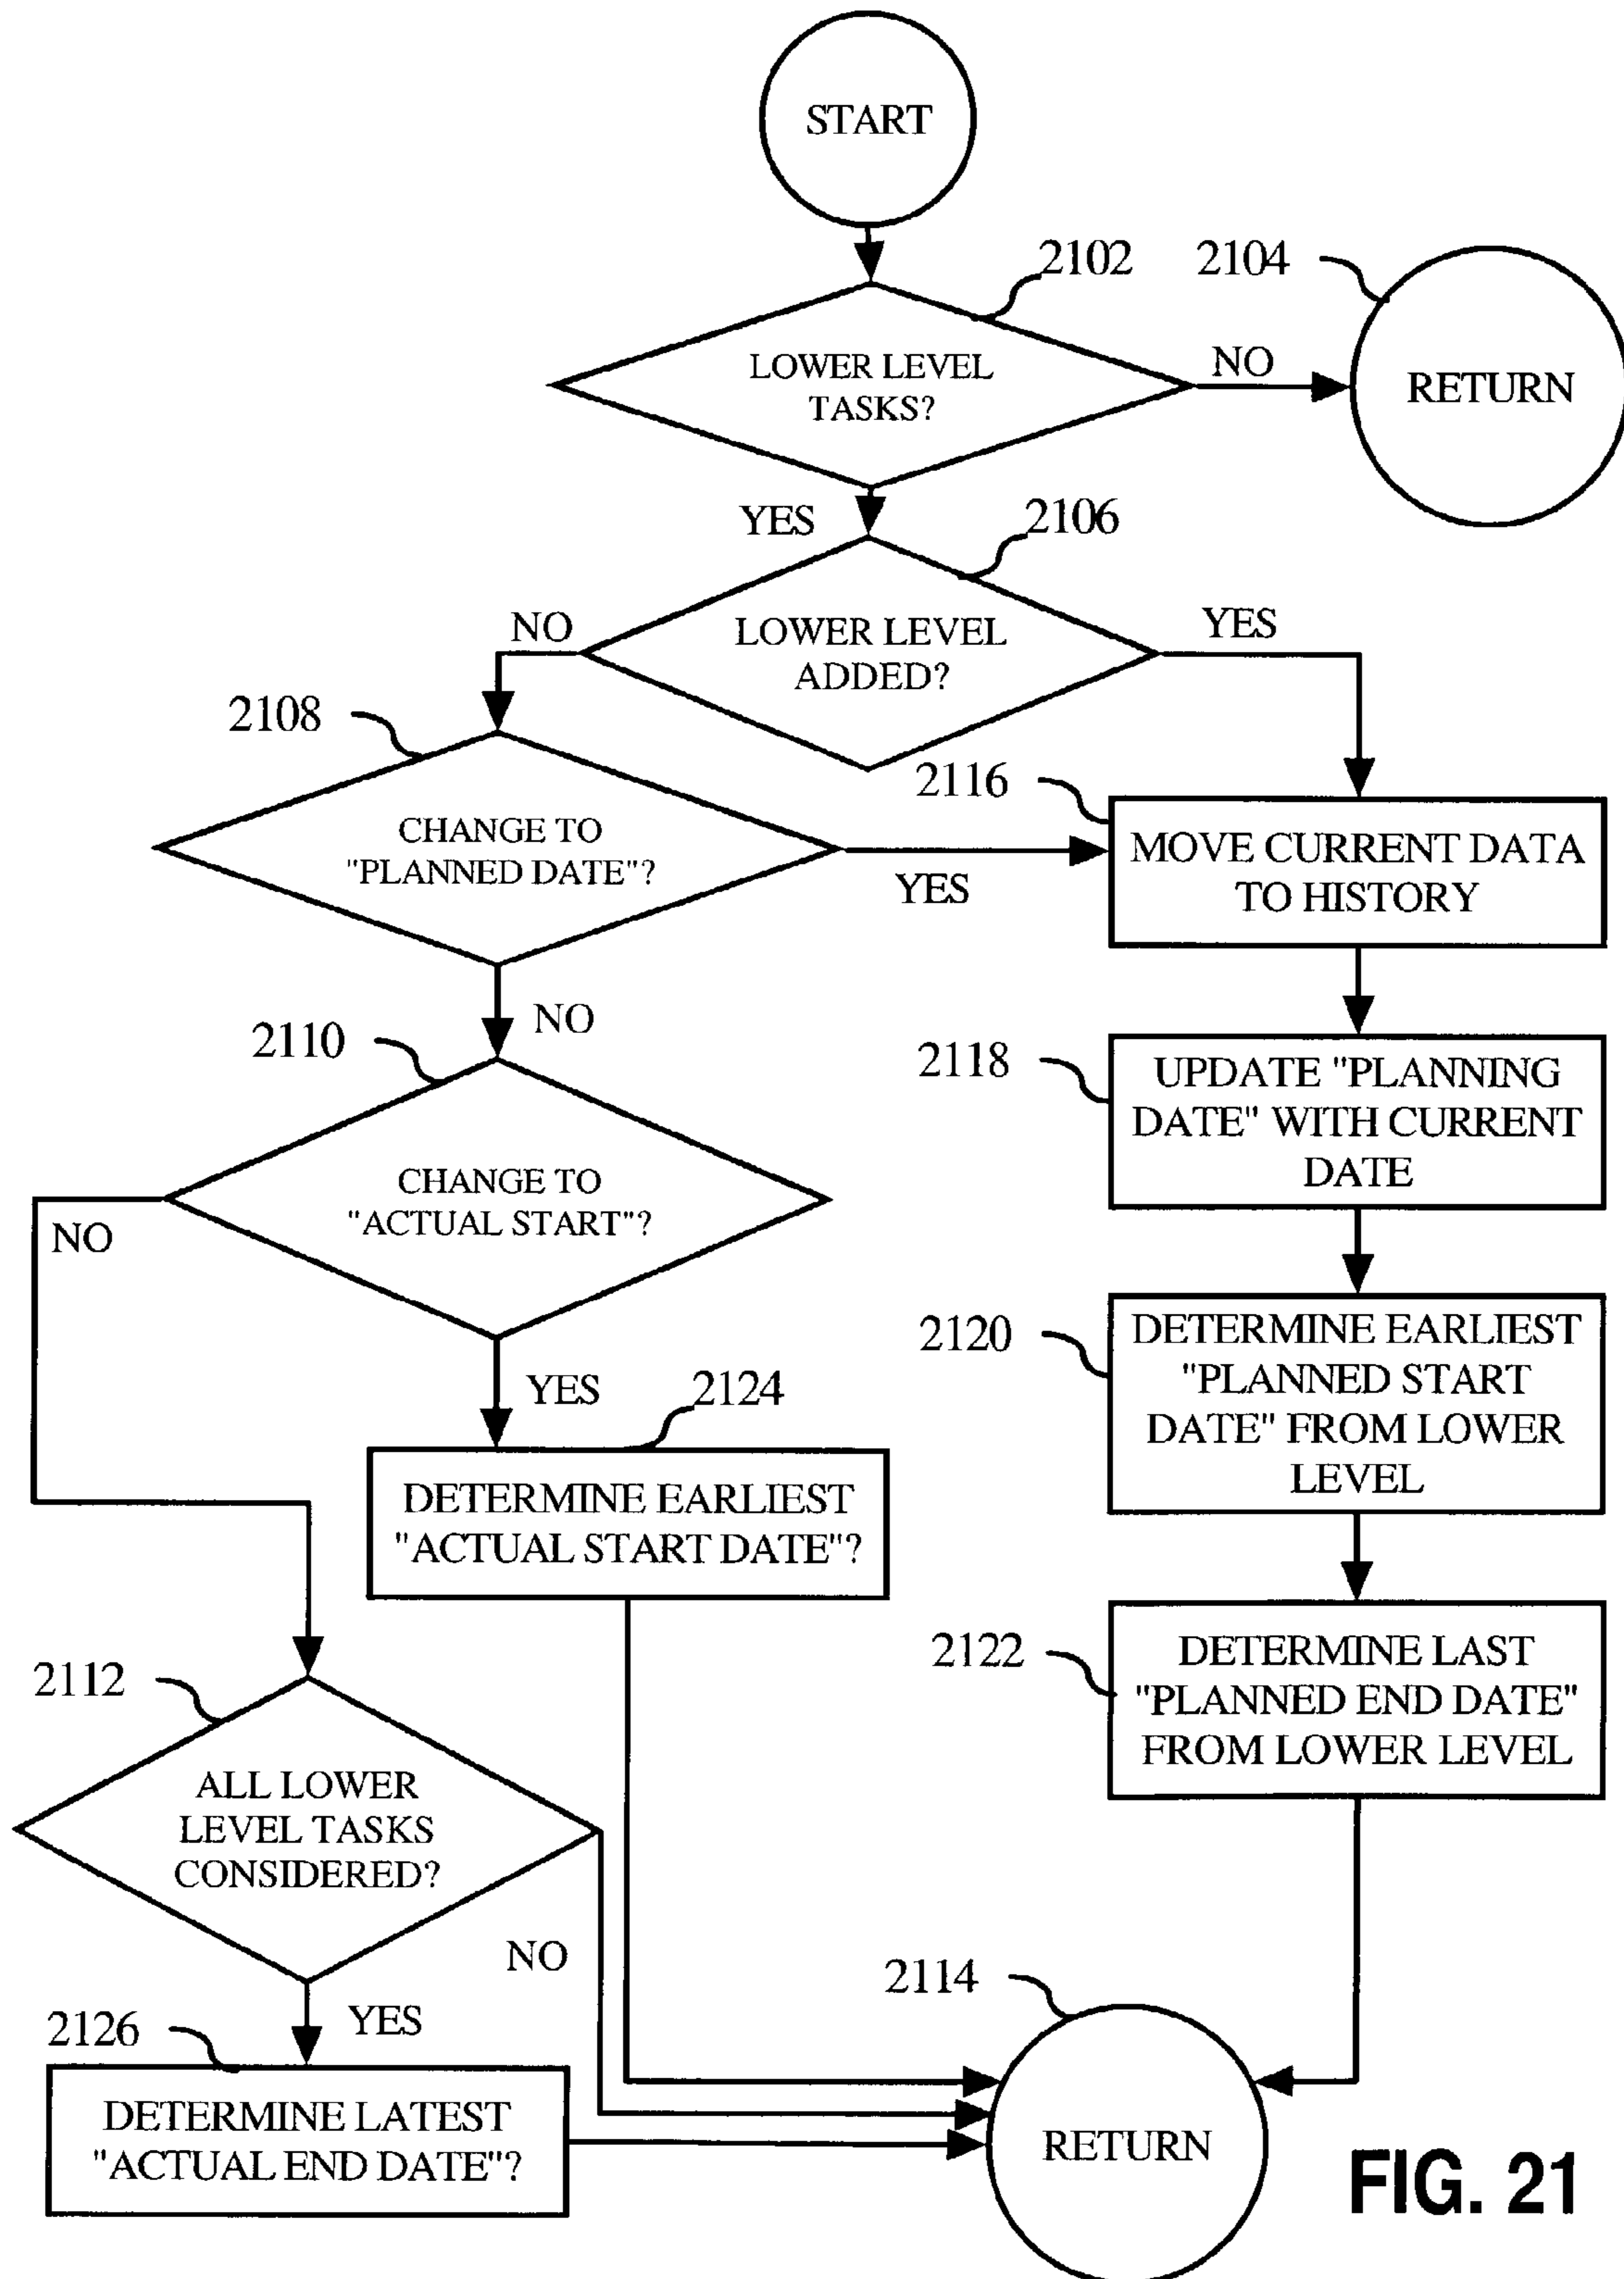 START
2102
2104
LOWER LEVEL
TASKS?
NO
RETURN
YES
2106
NO
LOWER LEVEL
ADDED?
YES
2108
CHANGE TO
"PLANNED DATE"?
YES
2116
MOVE CURRENT DATA
TO HISTORY
NO
2110
CHANGE TO
"ACTUAL START"?
NO
2118
UPDATE "PLANNING
DATE" WITH CURRENT
DATE
2120
DETERMINE EARLIEST
"PLANNED START
DATE" FROM LOWER
LEVEL
YES
2124
DETERMINE EARLIEST
"ACTUAL START DATE"?
2122
DETERMINE LAST
"PLANNED END DATE"
FROM LOWER LEVEL
2112
ALL LOWER
LEVEL TASKS
CONSIDERED?
NO
YES
2126
DETERMINE LATEST
"ACTUAL END DATE"?
2114
RETURN
FIG. 21